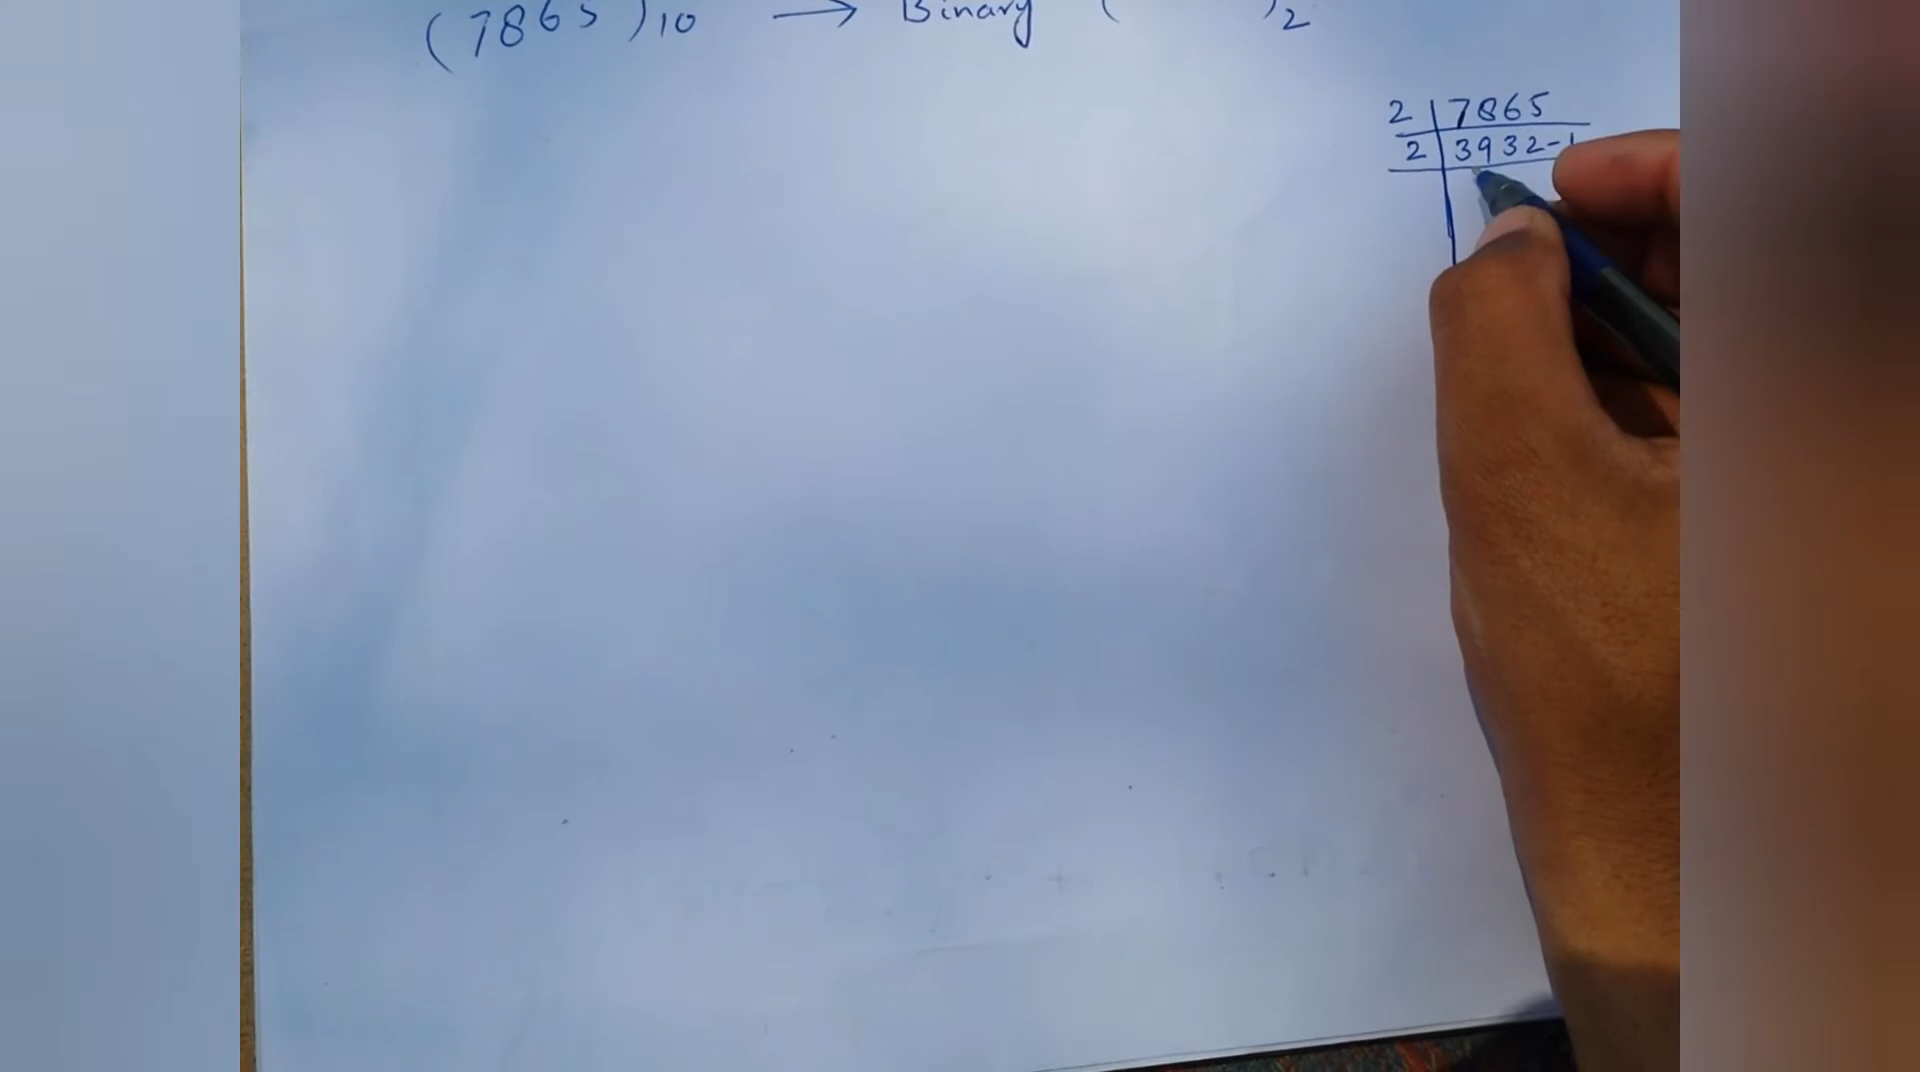 (7865)10 → Binary ( )2
2 | 7865
2 | 3932-1